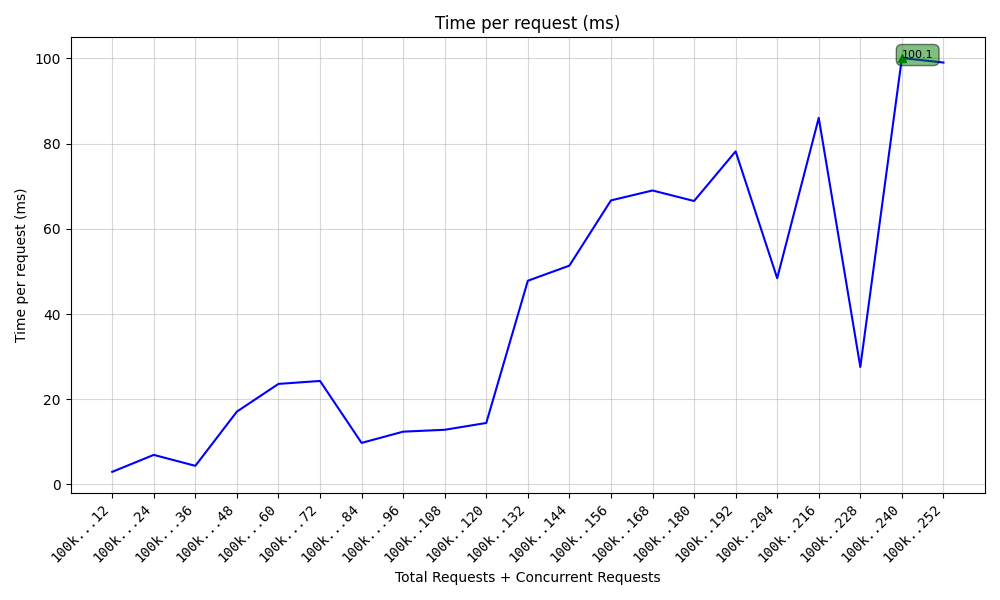 Time per request (ms)
100.1
Time per request (ms)
100
80
60
40
20
0
100k...12
100k...24
100k...36
100k...48
100k...60
100k...72
100k...84
100k...96
100k..108
100k..120
100k..132
100k..144
100k..156
100k..168
100k..180
100k..192
100k..204
100k..216
100k..228
100k..240
100k..252
Total Requests + Concurrent Requests